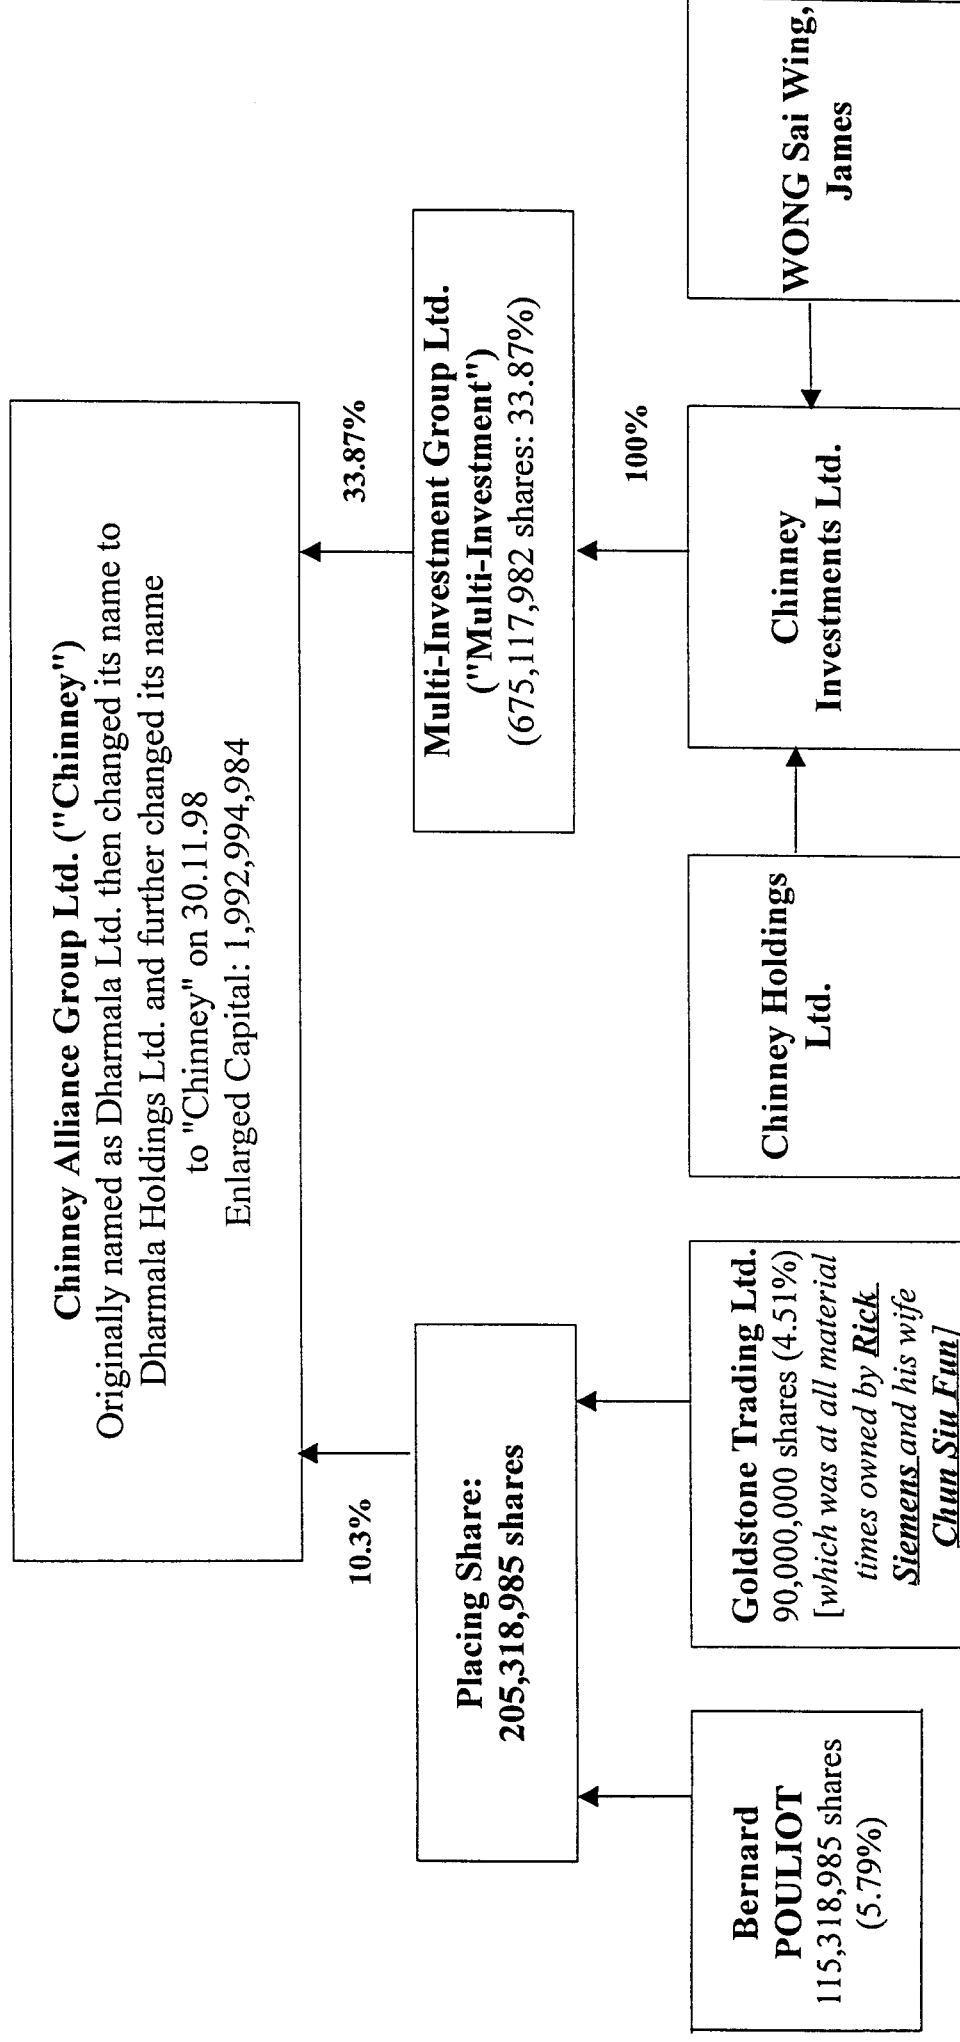 Chinney Alliance Group Ltd. ("Chinney")
Originally named as Dharmala Ltd. then changed its name to
Dharmala Holdings Ltd. and further changed its name
to "Chinney" on 30.11.98
Enlarged Capital: 1,992,994,984
10.3%
33.87%
Placing Share:
205,318,985 shares
Multi-Investment Group Ltd.
("Multi-Investment")
(675,117,982 shares: 33.87%)
100%
Bernard
POULIOT
115,318,985 shares
(5.79%)
Goldstone Trading Ltd.
90,000,000 shares (4.51%)
[which was at all material
times owned by Rick
Siemens and his wife
Chun Siu Fun]
Chinney Holdings
Ltd.
Chinney
Investments Ltd.
WONG Sai Wing,
James